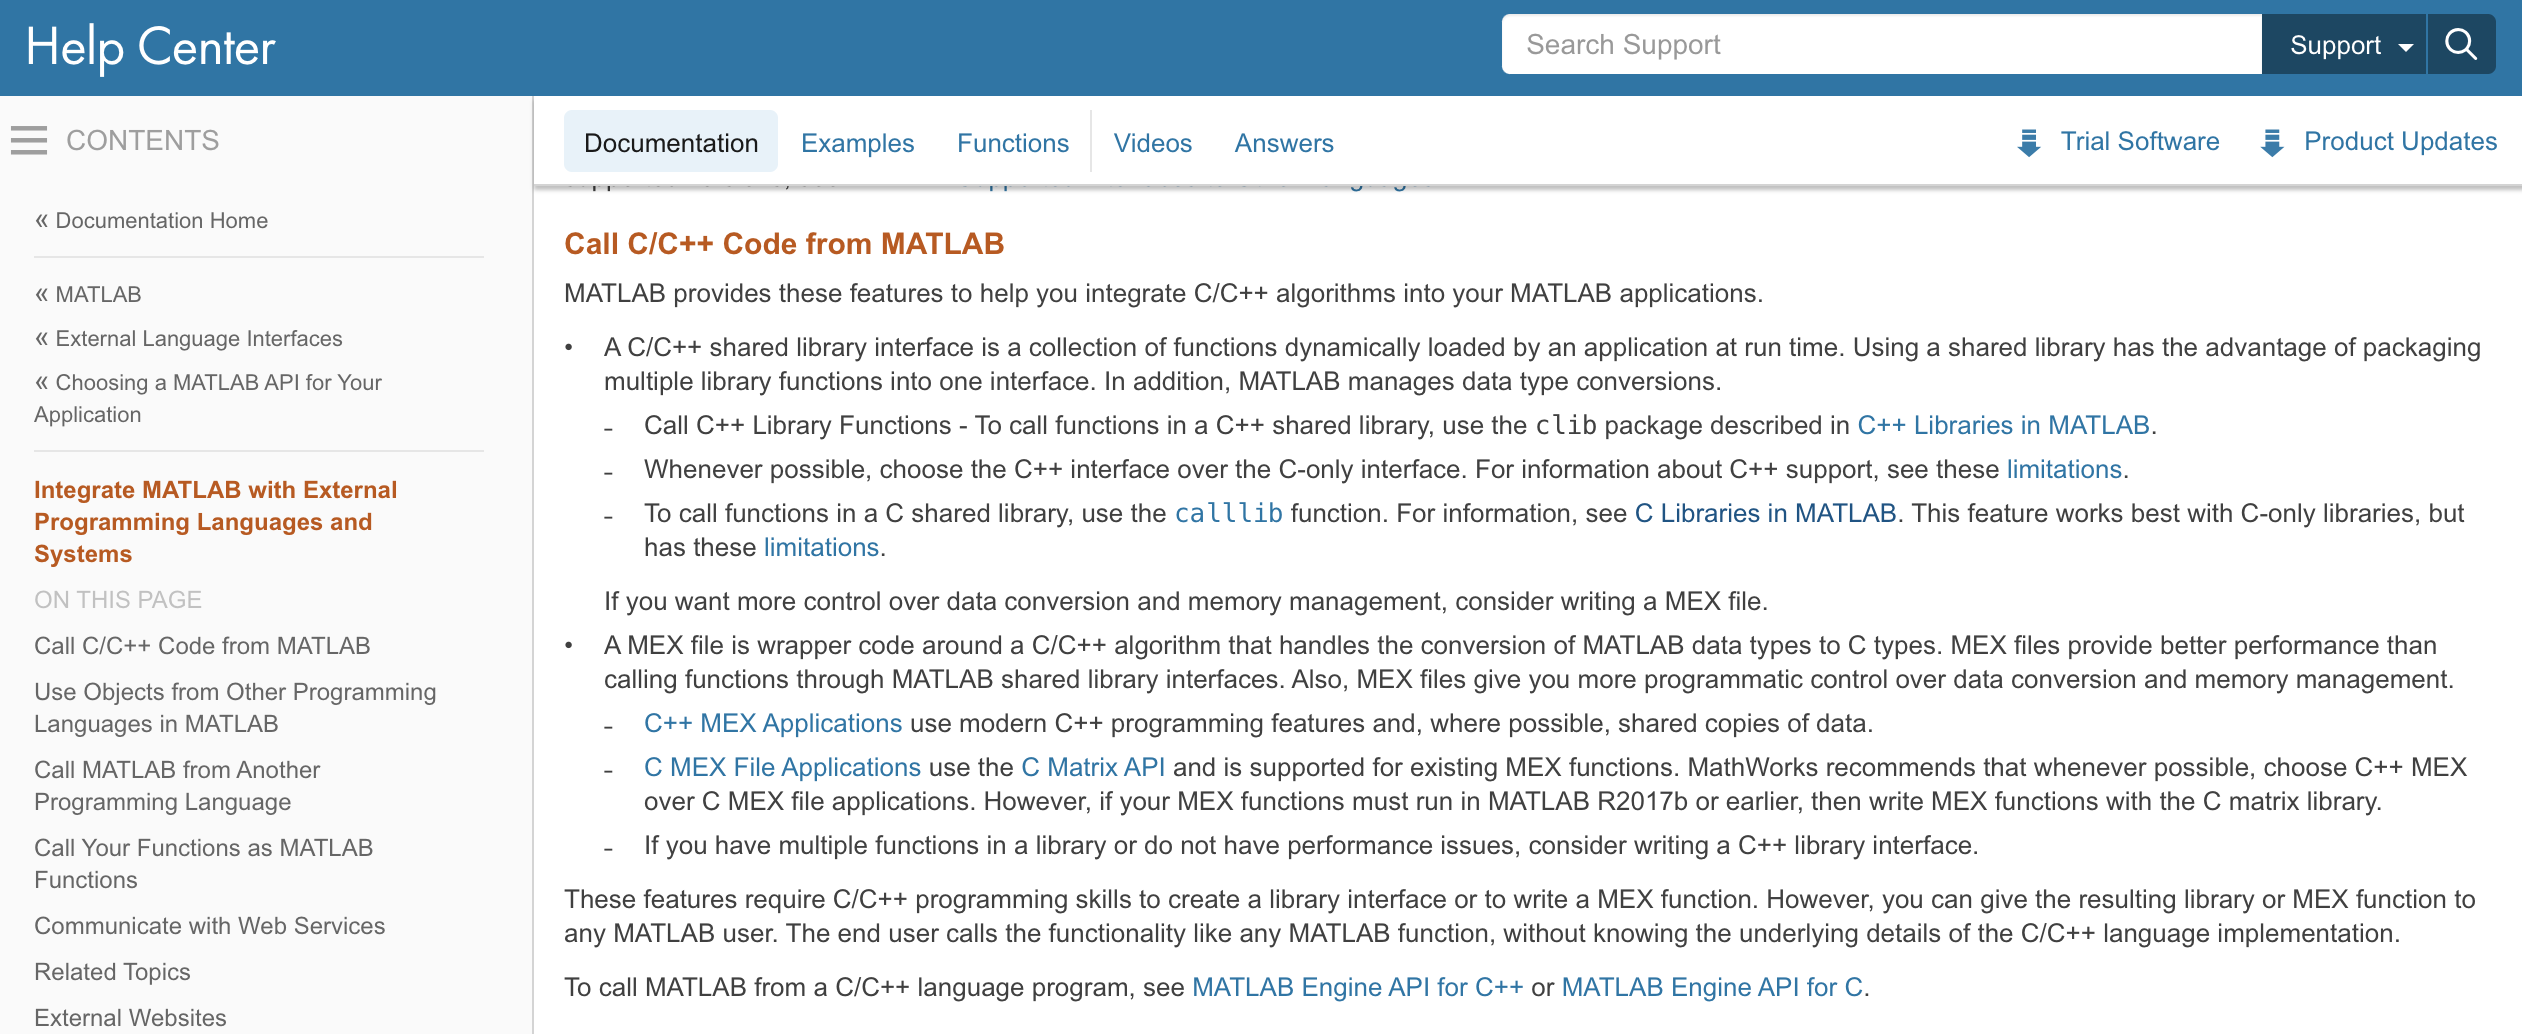 Help Center
Search Support
Support
CONTENTS
« Documentation Home
« MATLAB
« External Language Interfaces
« Choosing a MATLAB API for Your
Application
Integrate MATLAB with External
Programming Languages and
Systems
ON THIS PAGE
Call C/C++ Code from MATLAB
Use Objects from Other Programming
Languages in MATLAB
Call MATLAB from Another
Programming Language
Call Your Functions as MATLAB
Functions
Communicate with Web Services
Related Topics
External Websites
Documentation Examples Functions Videos Answers
Trial Software Product Updates
Call C/C++ Code from MATLAB
MATLAB provides these features to help you integrate C/C++ algorithms into your MATLAB applications.
• A C/C++ shared library interface is a collection of functions dynamically loaded by an application at run time. Using a shared library has the advantage of packaging
multiple library functions into one interface. In addition, MATLAB manages data type conversions.
- Call C++ Library Functions - To call functions in a C++ shared library, use the clib package described in C++ Libraries in MATLAB.
- Whenever possible, choose the C++ interface over the C-only interface. For information about C++ support, see these limitations.
- To call functions in a C shared library, use the calllib function. For information, see C Libraries in MATLAB. This feature works best with C-only libraries, but
has these limitations.
If you want more control over data conversion and memory management, consider writing a MEX file.
• A MEX file is wrapper code around a C/C++ algorithm that handles the conversion of MATLAB data types to C types. MEX files provide better performance than
calling functions through MATLAB shared library interfaces. Also, MEX files give you more programmatic control over data conversion and memory management.
- C++ MEX Applications use modern C++ programming features and, where possible, shared copies of data.
- C MEX File Applications use the C Matrix API and is supported for existing MEX functions. MathWorks recommends that whenever possible, choose C++ MEX
over C MEX file applications. However, if your MEX functions must run in MATLAB R2017b or earlier, then write MEX functions with the C matrix library.
- If you have multiple functions in a library or do not have performance issues, consider writing a C++ library interface.
These features require C/C++ programming skills to create a library interface or to write a MEX function. However, you can give the resulting library or MEX function to
any MATLAB user. The end user calls the functionality like any MATLAB function, without knowing the underlying details of the C/C++ language implementation.
To call MATLAB from a C/C++ language program, see MATLAB Engine API for C++ or MATLAB Engine API for C.